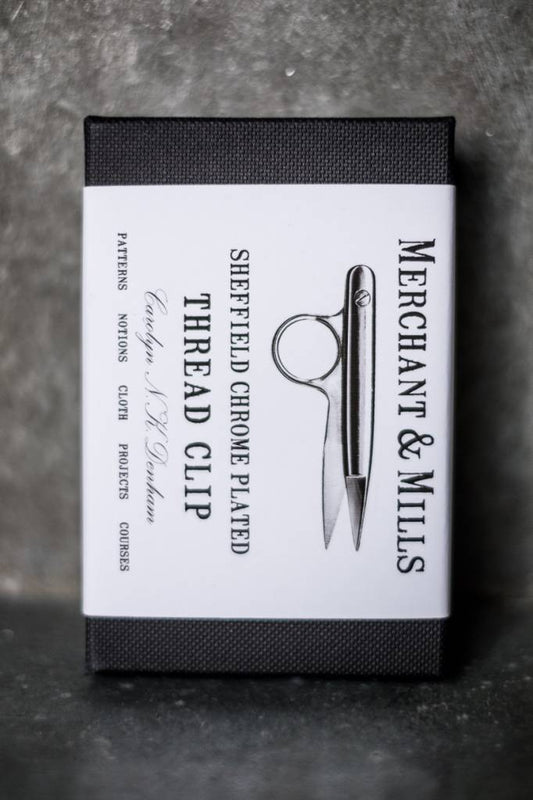 MERCHANT & MILLS
SHEFFIELD CHROME PLATED
THREAD CLIP
Carolyn N.K. Denham
PATTERNS NOTIONS CLOTH PROJECTS COURSES